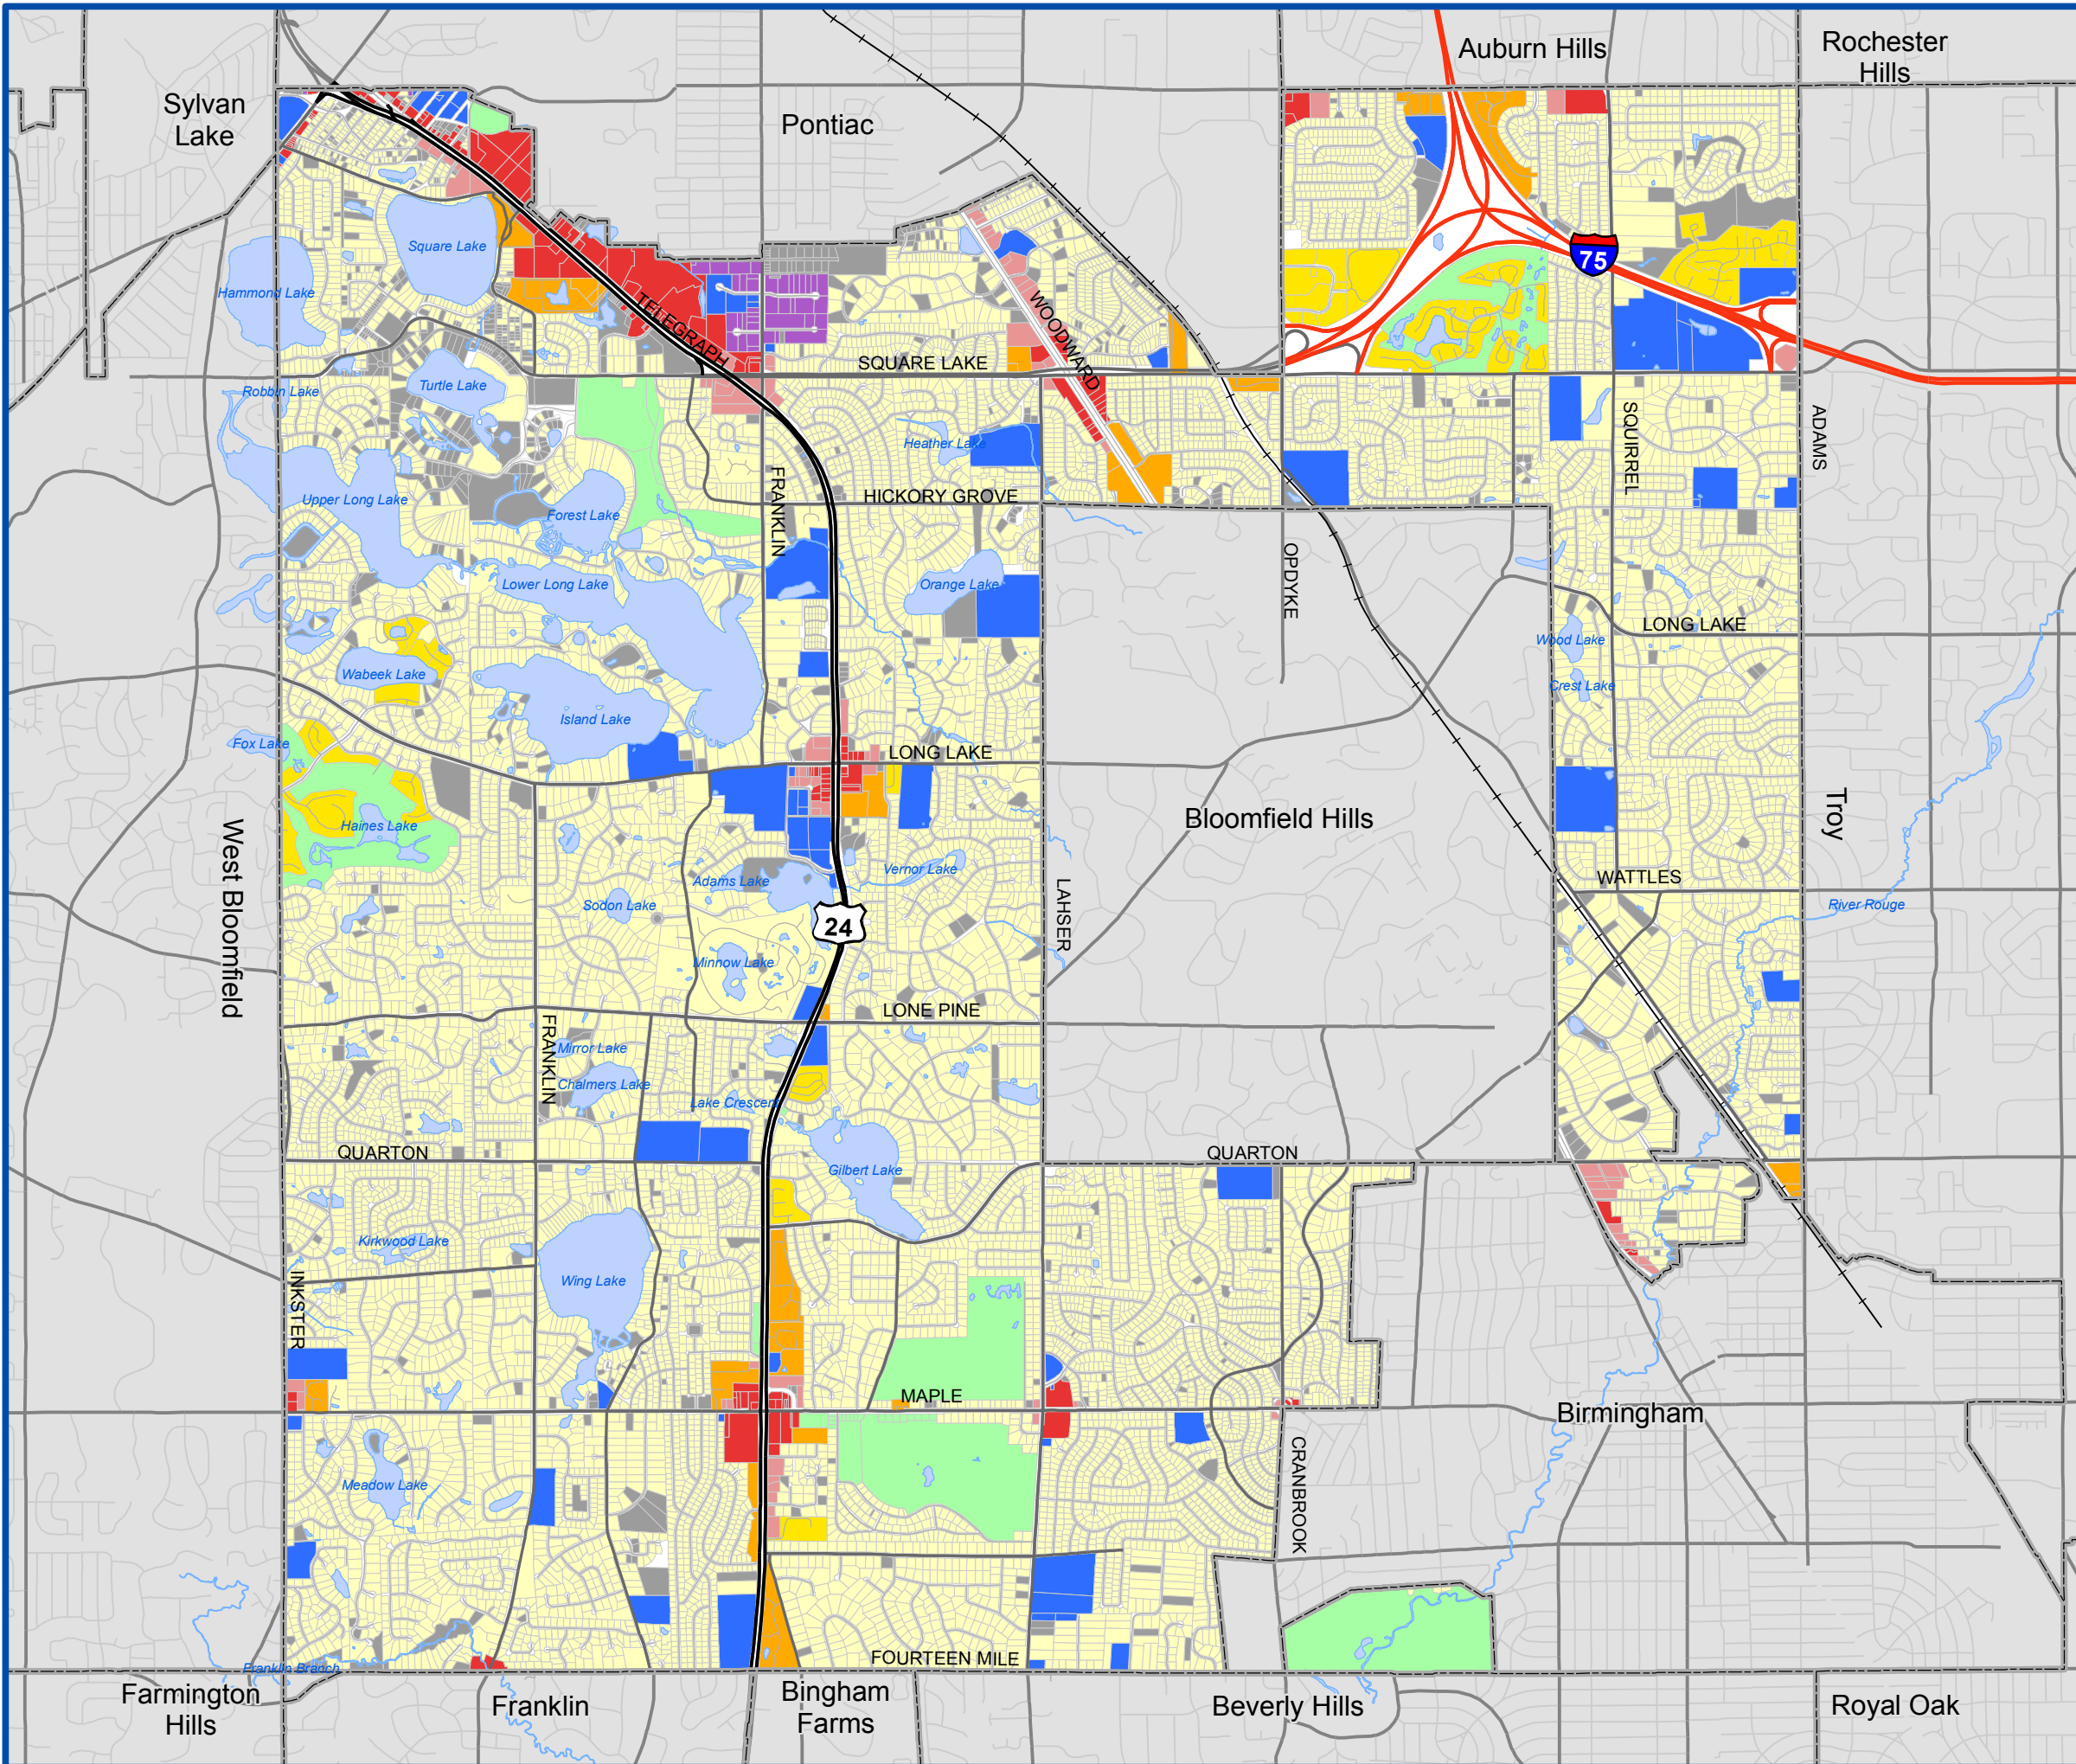 Auburn Hills
Rochester
Hills
Sylvan
Lake
Pontiac
Square Lake
75
Hammond Lake
TELEGRAPH
WOODWARD
SQUARE LAKE
Turtle Lake
Robbin Lake
SQUIRREL
ADAMS
Heather Lake
FRANKLIN
HICKORY GROVE
Upper Long Lake
Forest Lake
OPDYKE
Lower Long Lake
Orange Lake
LONG LAKE
Wood Lake
Wabeek Lake
Crest Lake
Island Lake
Fox Lake
LONG LAKE
Haines Lake
Bloomfield Hills
Troy
West Bloomfield
Vernor Lake
Adams Lake
WATTLES
LAHSER
Sodon Lake
River Rouge
24
Minnow Lake
LONE PINE
FRANKLIN
Mirror Lake
Chalmers Lake
Lake Crescent
QUARTON
QUARTON
Gilbert Lake
Kirkwood Lake
INKSTER
Wing Lake
MAPLE
Birmingham
CRANBROOK
Meadow Lake
FOURTEEN MILE
Franklin Branch
Farmington
Hills
Franklin
Bingham
Farms
Beverly Hills
Royal Oak